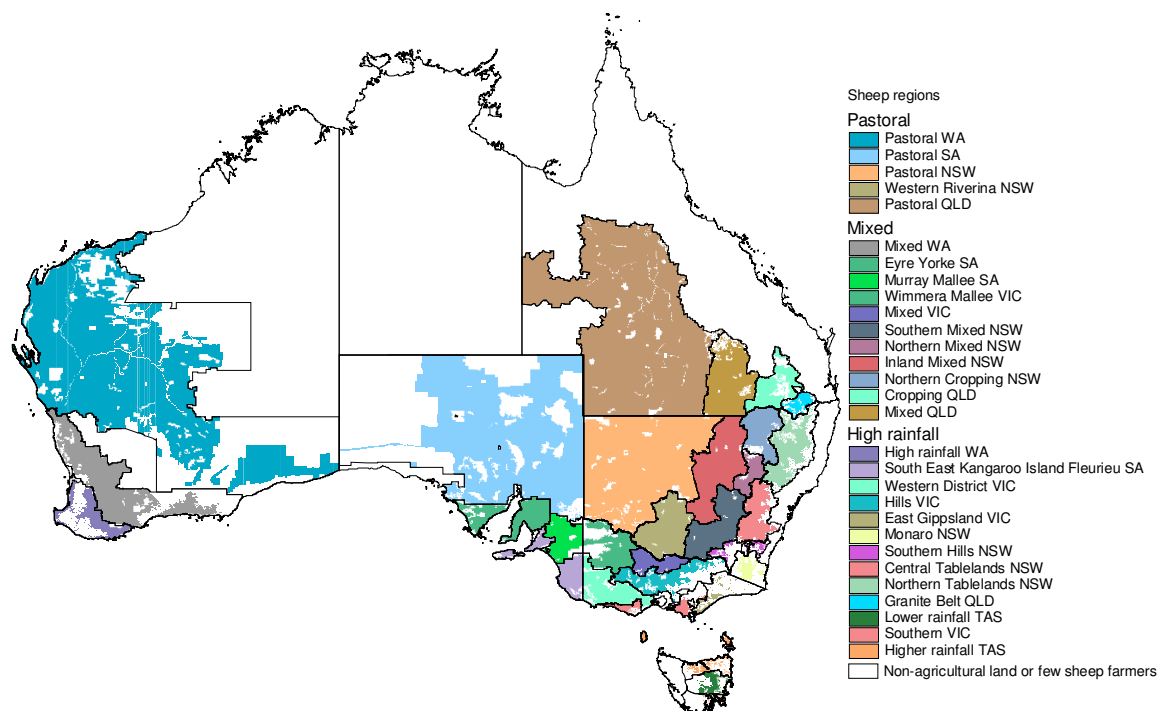 Sheep regions
Pastoral
Pastoral WA
Pastoral SA
Pastoral NSW
Western Riverina NSW
Pastoral QLD
Mixed
Mixed WA
Eyre Yorke SA
Murray Mallee SA
Wimmera Mallee VIC
Mixed VIC
Southern Mixed NSW
Northern Mixed NSW
Inland Mixed NSW
Northern Cropping NSW
Cropping QLD
Mixed QLD
High rainfall
High rainfall WA
South East Kangaroo Island Fleurieu SA
Western District VIC
Hills VIC
East Gippsland VIC
Monaro NSW
Southern Hills NSW
Central Tablelands NSW
Northern Tablelands NSW
Granite Belt QLD
Lower rainfall TAS
Southern VIC
Higher rainfall TAS
Non-agricultural land or few sheep farmers